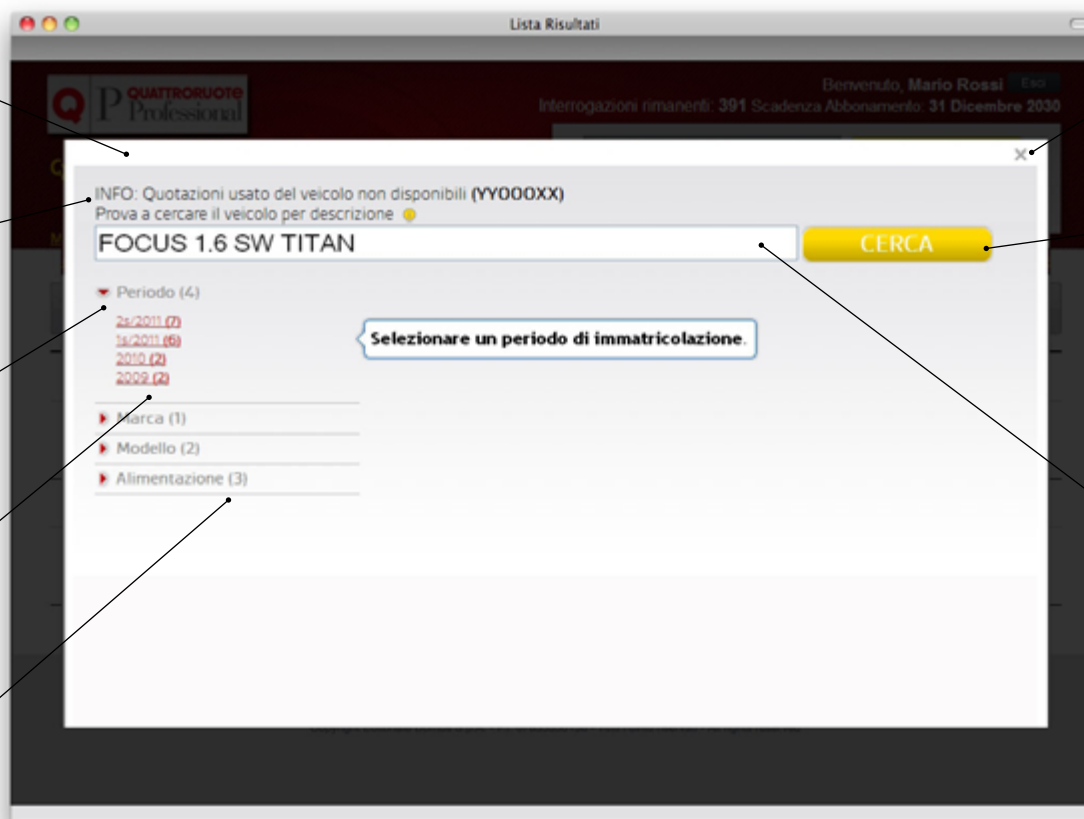 Lista Risultati
QP QUATTRORUOTE Professional
Benvenuto, Mario Rossi Esci
Interrogazioni rimanenti: 391 Scadenza Abbonamento: 31 Dicembre 2030
INFO: Quotazioni usato del veicolo non disponibili (YYOOOXX)
Prova a cercare il veicolo per descrizione
FOCUS 1.6 SW TITAN
CERCA
Periodo (4)
2s/2011 (7)
1s/2011 (6)
2010 (2)
2009 (2)
Selezionare un periodo di immatricolazione.
Marca (1)
Modello (2)
Alimentazione (3)